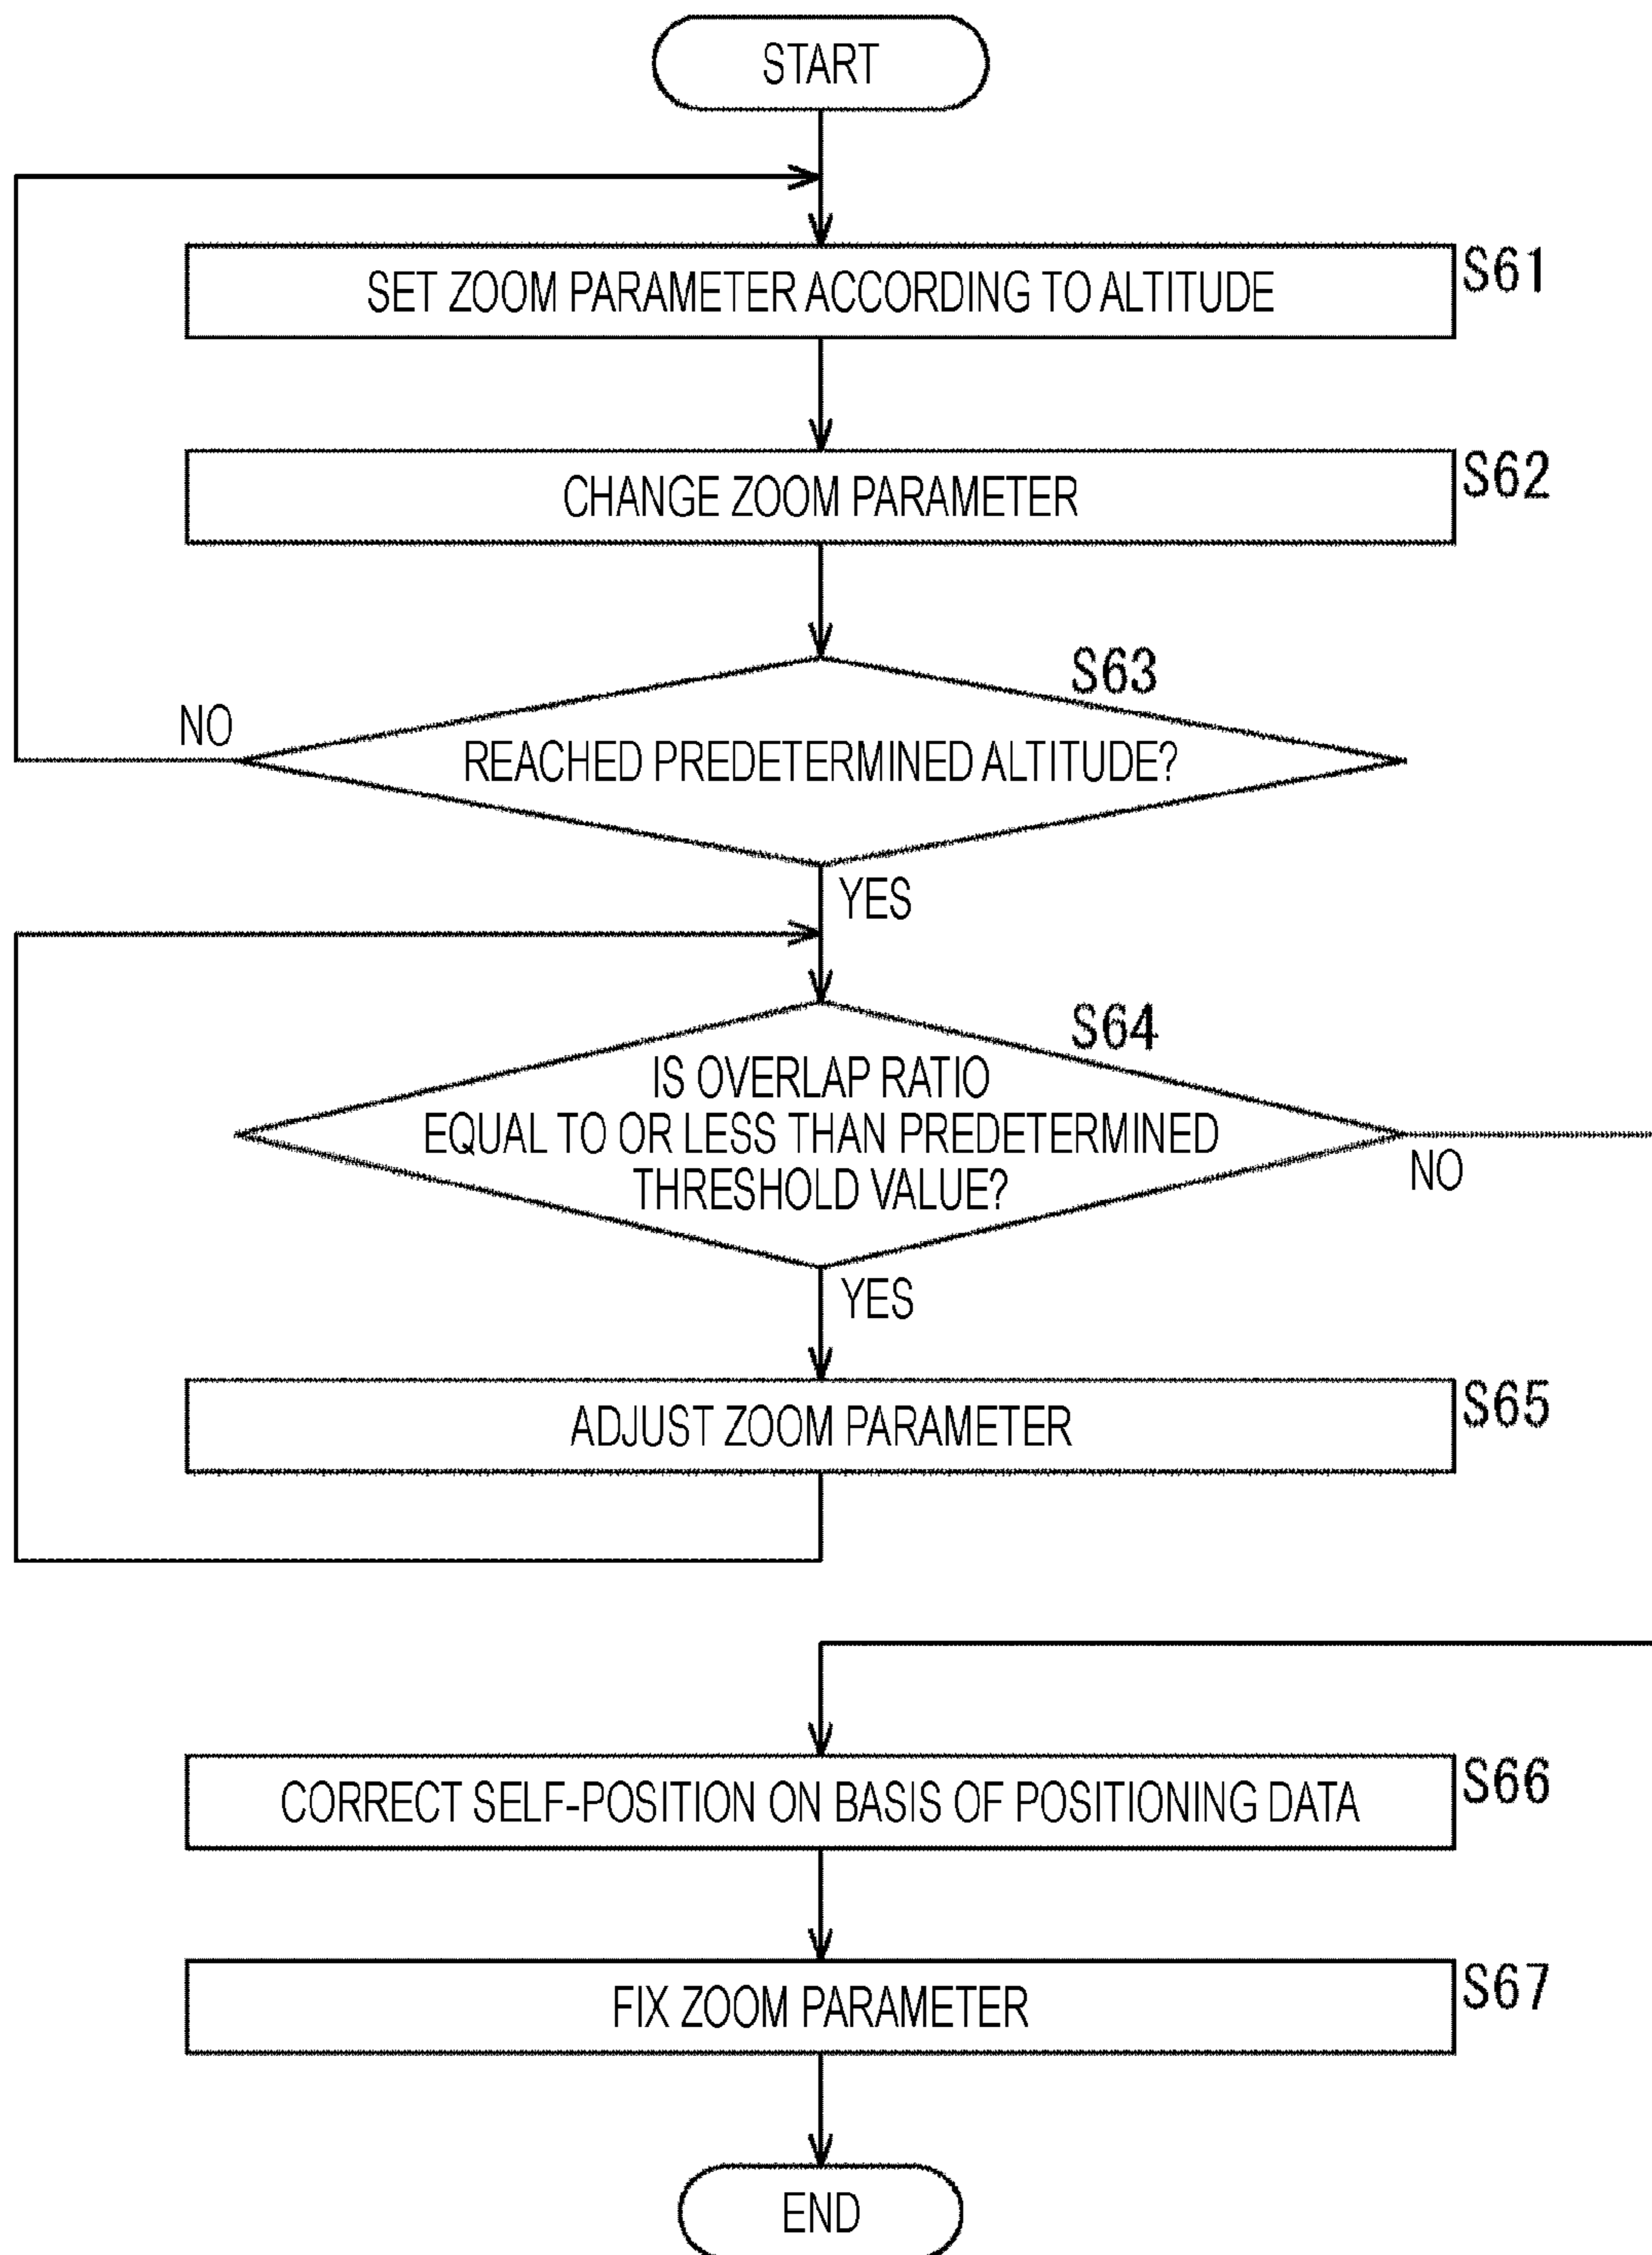 START
SET ZOOM PARAMETER ACCORDING TO ALTITUDE
S61
CHANGE ZOOM PARAMETER
S62
S63
NO
REACHED PREDETERMINED ALTITUDE?
YES
S64
IS OVERLAP RATIO
EQUAL TO OR LESS THAN PREDETERMINED
THRESHOLD VALUE?
NO
YES
ADJUST ZOOM PARAMETER
S65
CORRECT SELF-POSITION ON BASIS OF POSITIONING DATA
S66
FIX ZOOM PARAMETER
S67
END